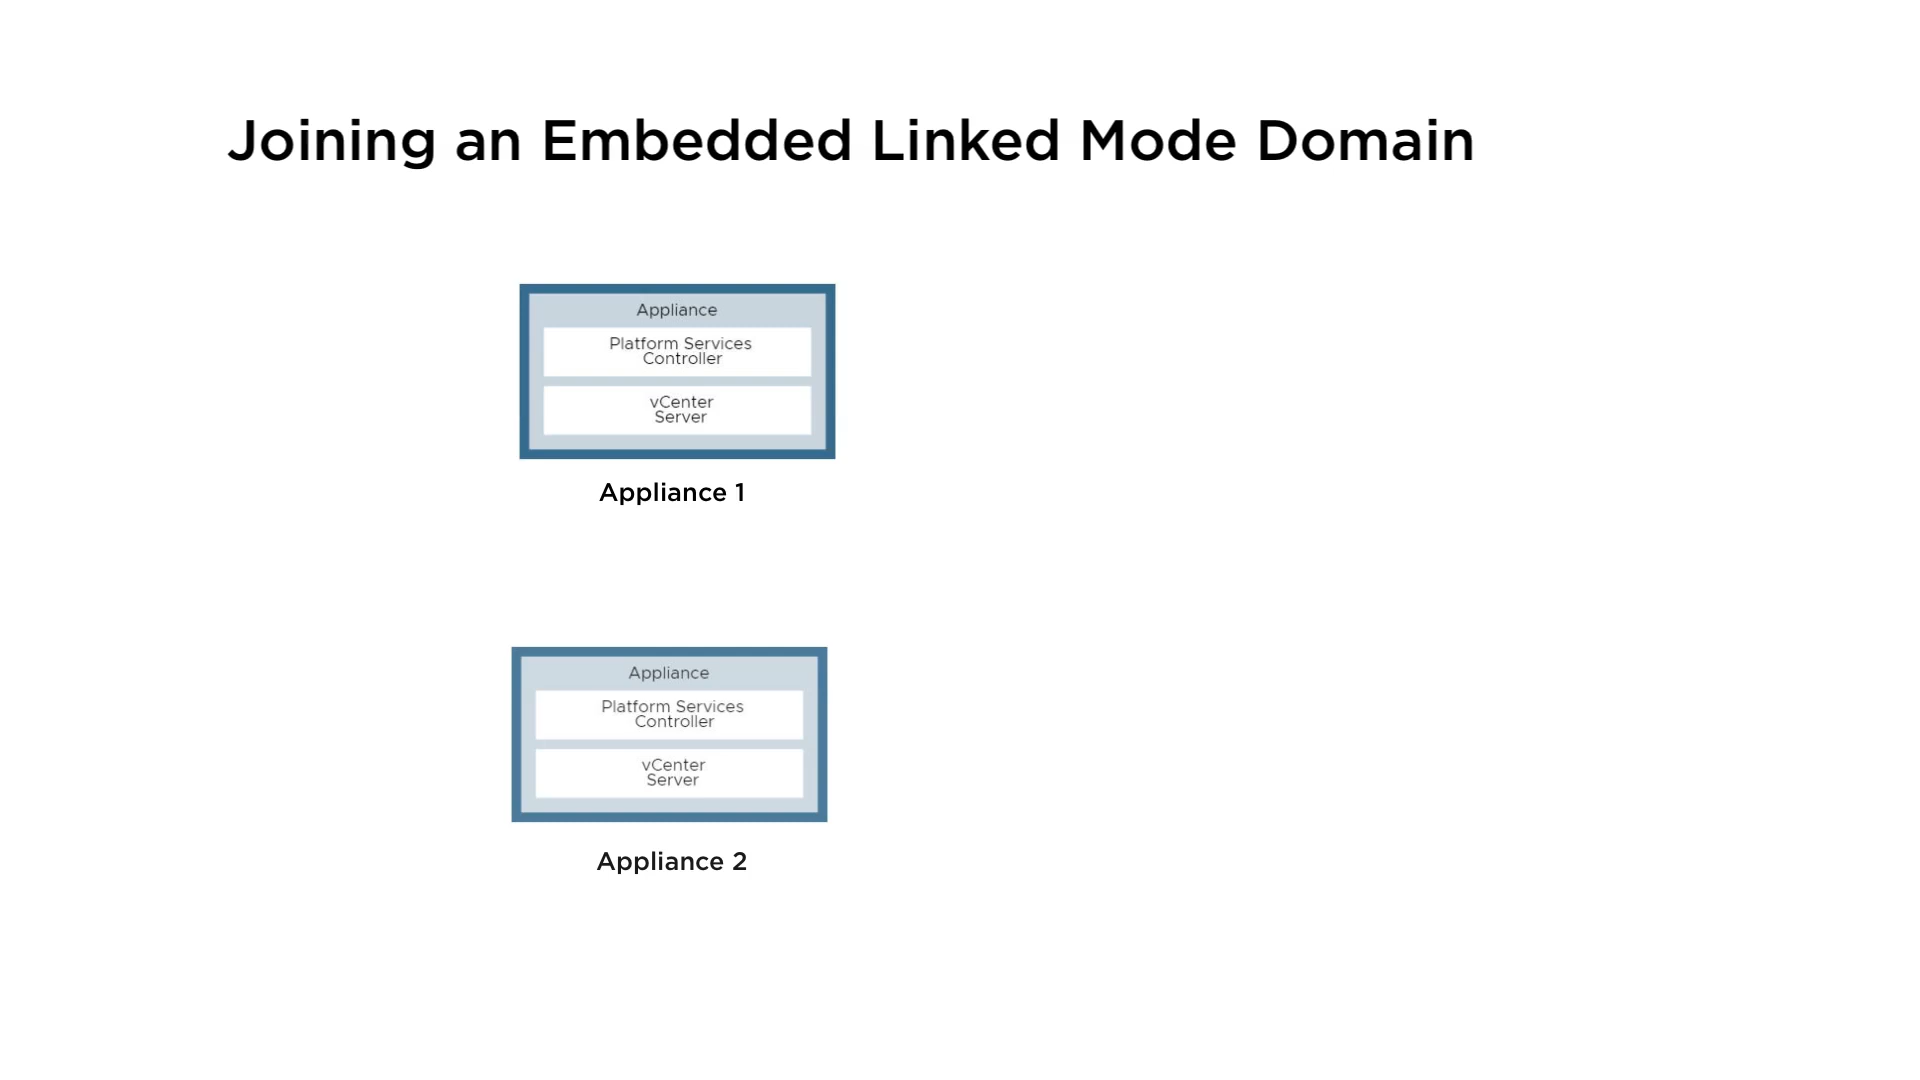 Joining an Embedded Linked Mode Domain
Appliance
Platform Services
Controller
vCenter
Server
Appliance 1
Appliance
Platform Services
Controller
vCenter
Server
Appliance 2